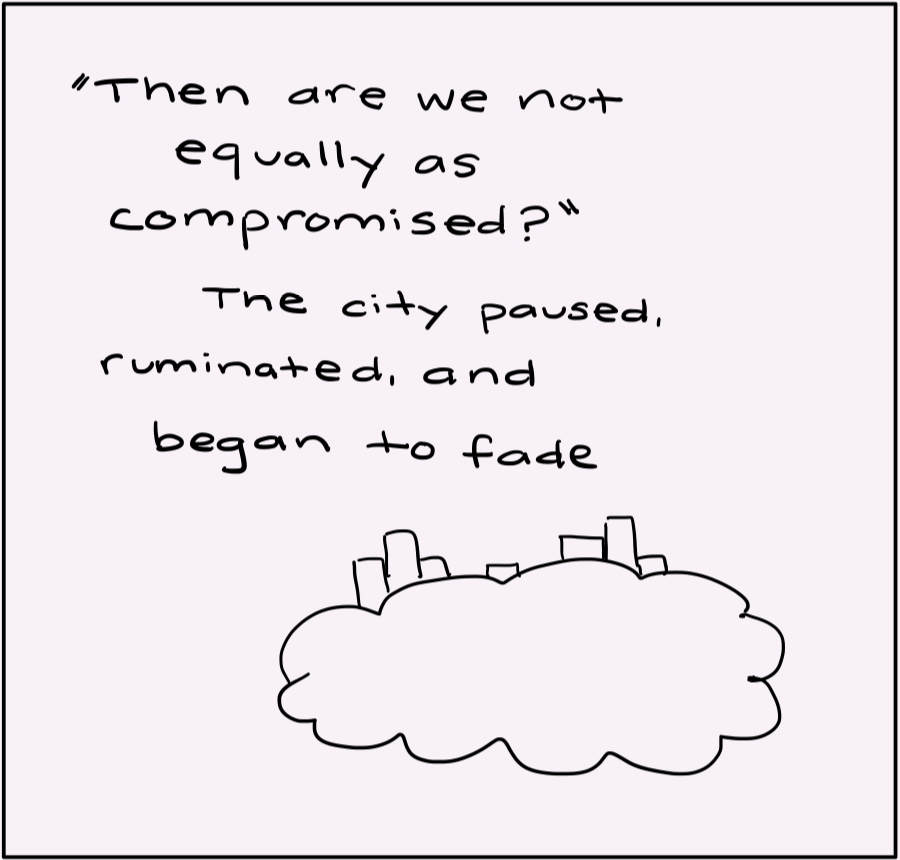 "Then are we not
equally as
compromised?"
The city paused,
ruminated, and
began to fade